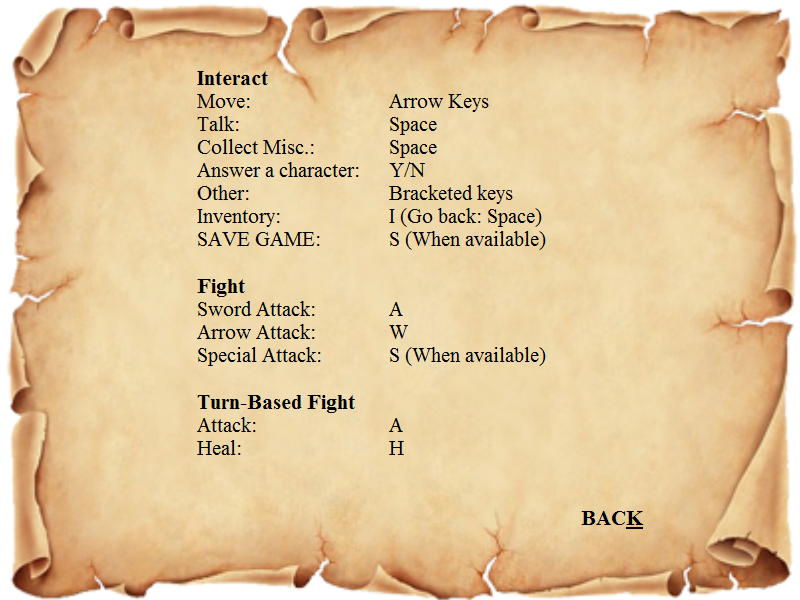 Interact
Move: Arrow Keys
Talk: Space
Collect Misc.: Space
Answer a character: Y/N
Other: Bracketed keys
Inventory: I (Go back: Space)
SAVE GAME: S (When available)
Fight
Sword Attack: A
Arrow Attack: W
Special Attack: S (When available)
Turn-Based Fight
Attack: A
Heal: H
BACK